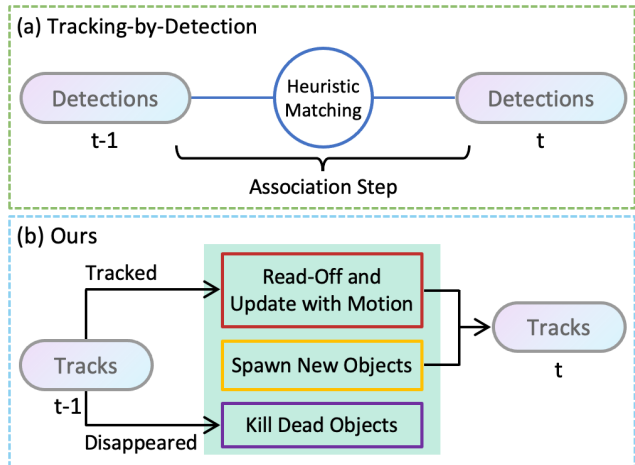 (a) Tracking-by-Detection
Detections
Heuristic
Matching
Detections
t-1
t
Association Step
(b) Ours
Tracked
Read-Off and
Update with Motion
Tracks
t
Tracks
t-1
Spawn New Objects
Disappeared
Kill Dead Objects